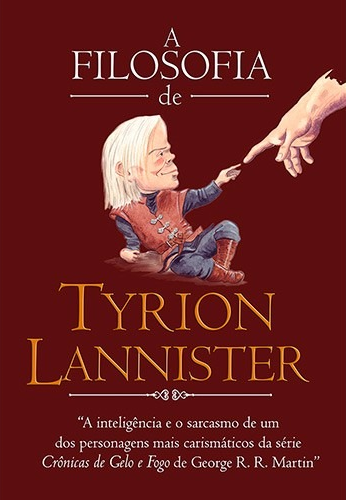 A
FILOSOFIA
de
TYRION
LANNISTER
“A inteligência e o sarcasmo de um
dos personagens mais carismáticos da série
Crônicas de Gelo e Fogo de George R. R. Martin”